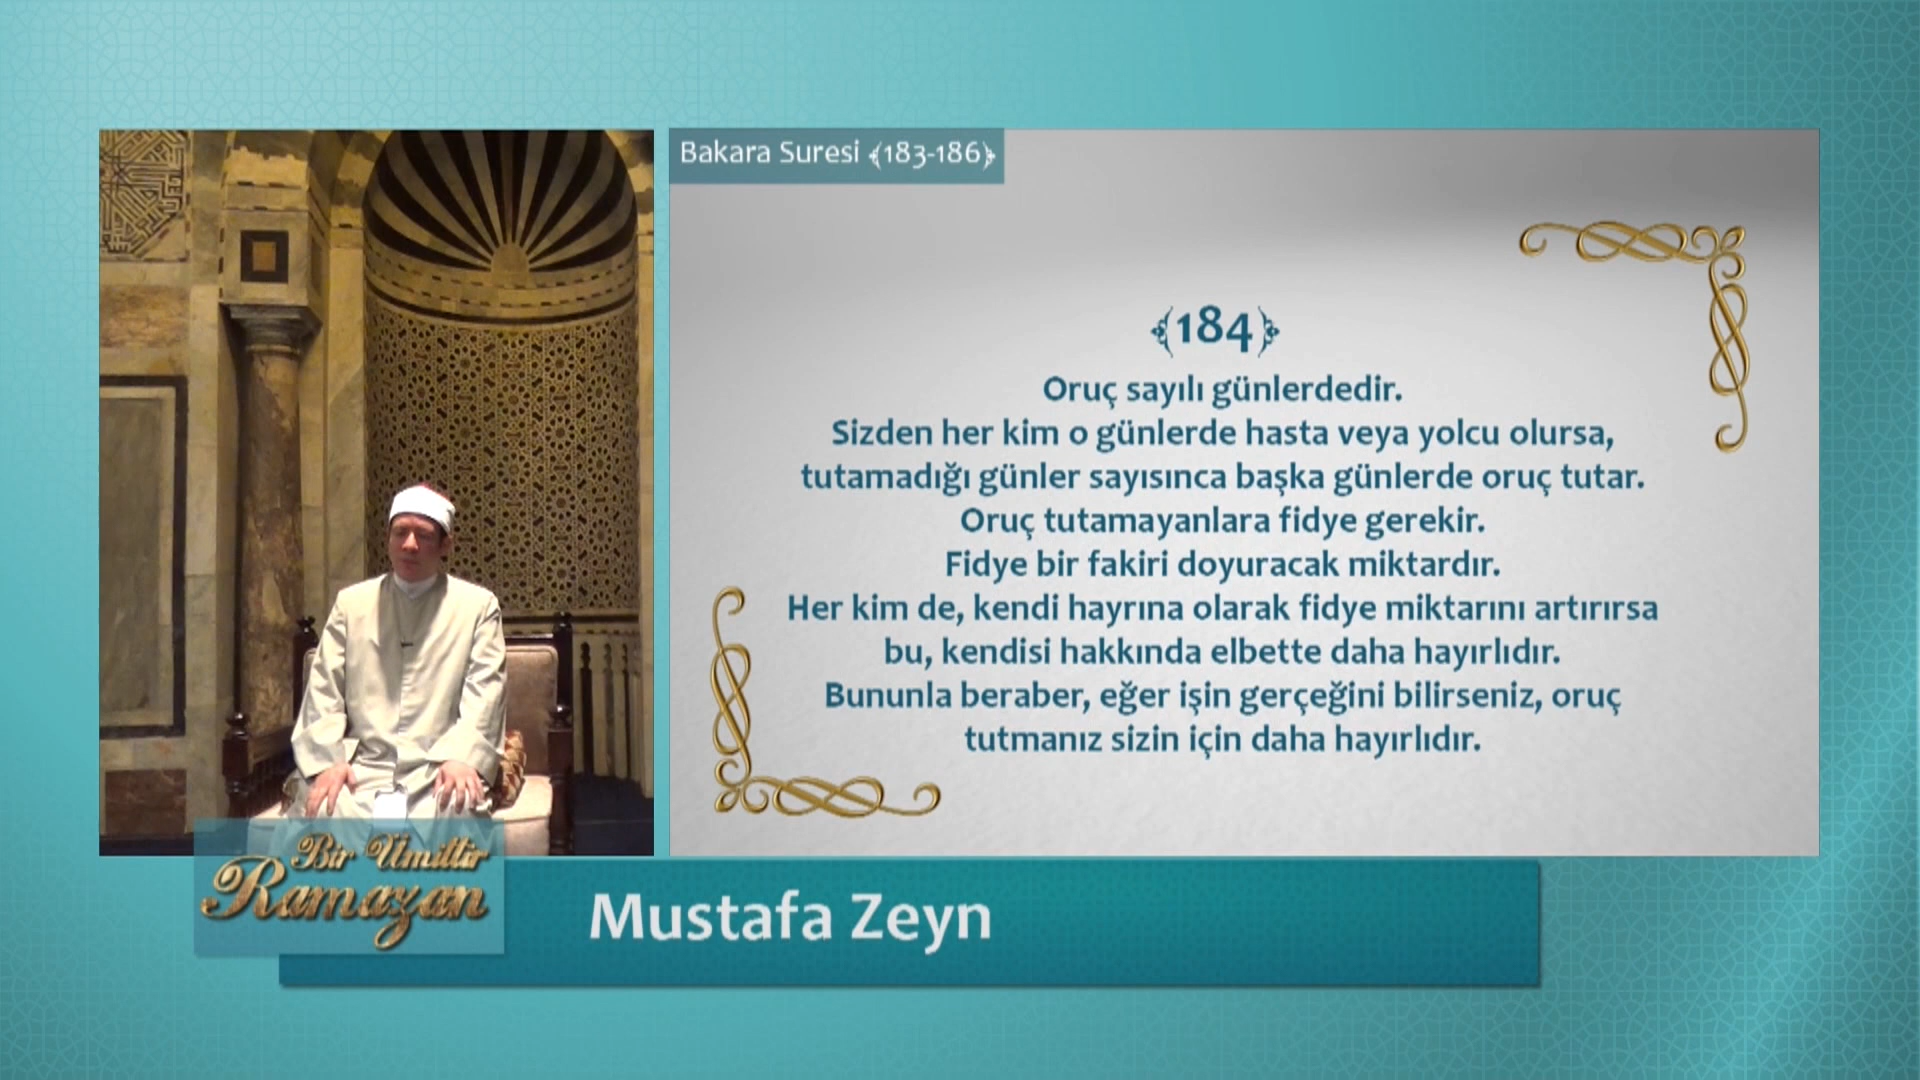 Bakara Suresi ﴾183-186﴿
﴾184﴿
Oruç sayılı günlerdedir.
Sizden her kim o günlerde hasta veya yolcu olursa,
tutamadığı günler sayısınca başka günlerde oruç tutar.
Oruç tutamayanlara fidye gerekir.
Fidye bir fakiri doyuracak miktardır.
Her kim de, kendi hayrına olarak fidye miktarını artırırsa
bu, kendisi hakkında elbette daha hayırlıdır.
Bununla beraber, eğer işin gerçeğini bilirseniz, oruç
tutmanız sizin için daha hayırlıdır.
Bir Ümittir
Ramazan
Mustafa Zeyn